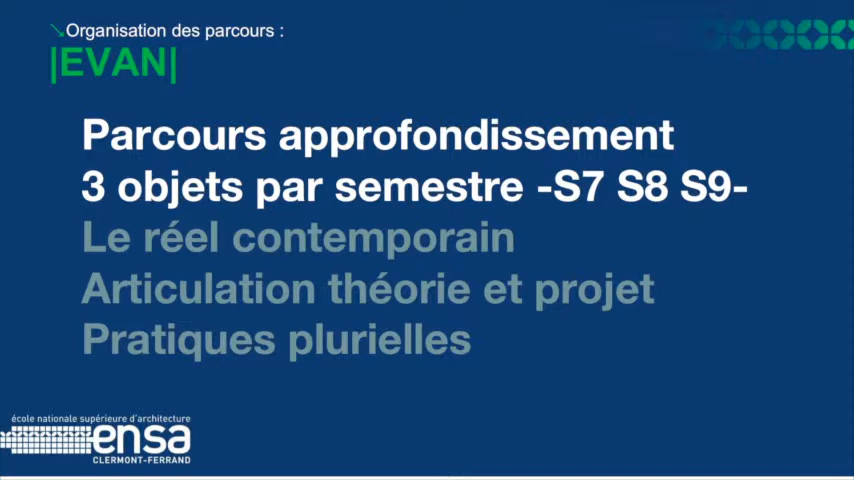 ↘Organisation des parcours :
|EVAN|
Parcours approfondissement
3 objets par semestre -S7 S8 S9-
Le réel contemporain
Articulation théorie et projet
Pratiques plurielles
école nationale supérieure d'architecture
ensa
CLERMONT-FERRAND